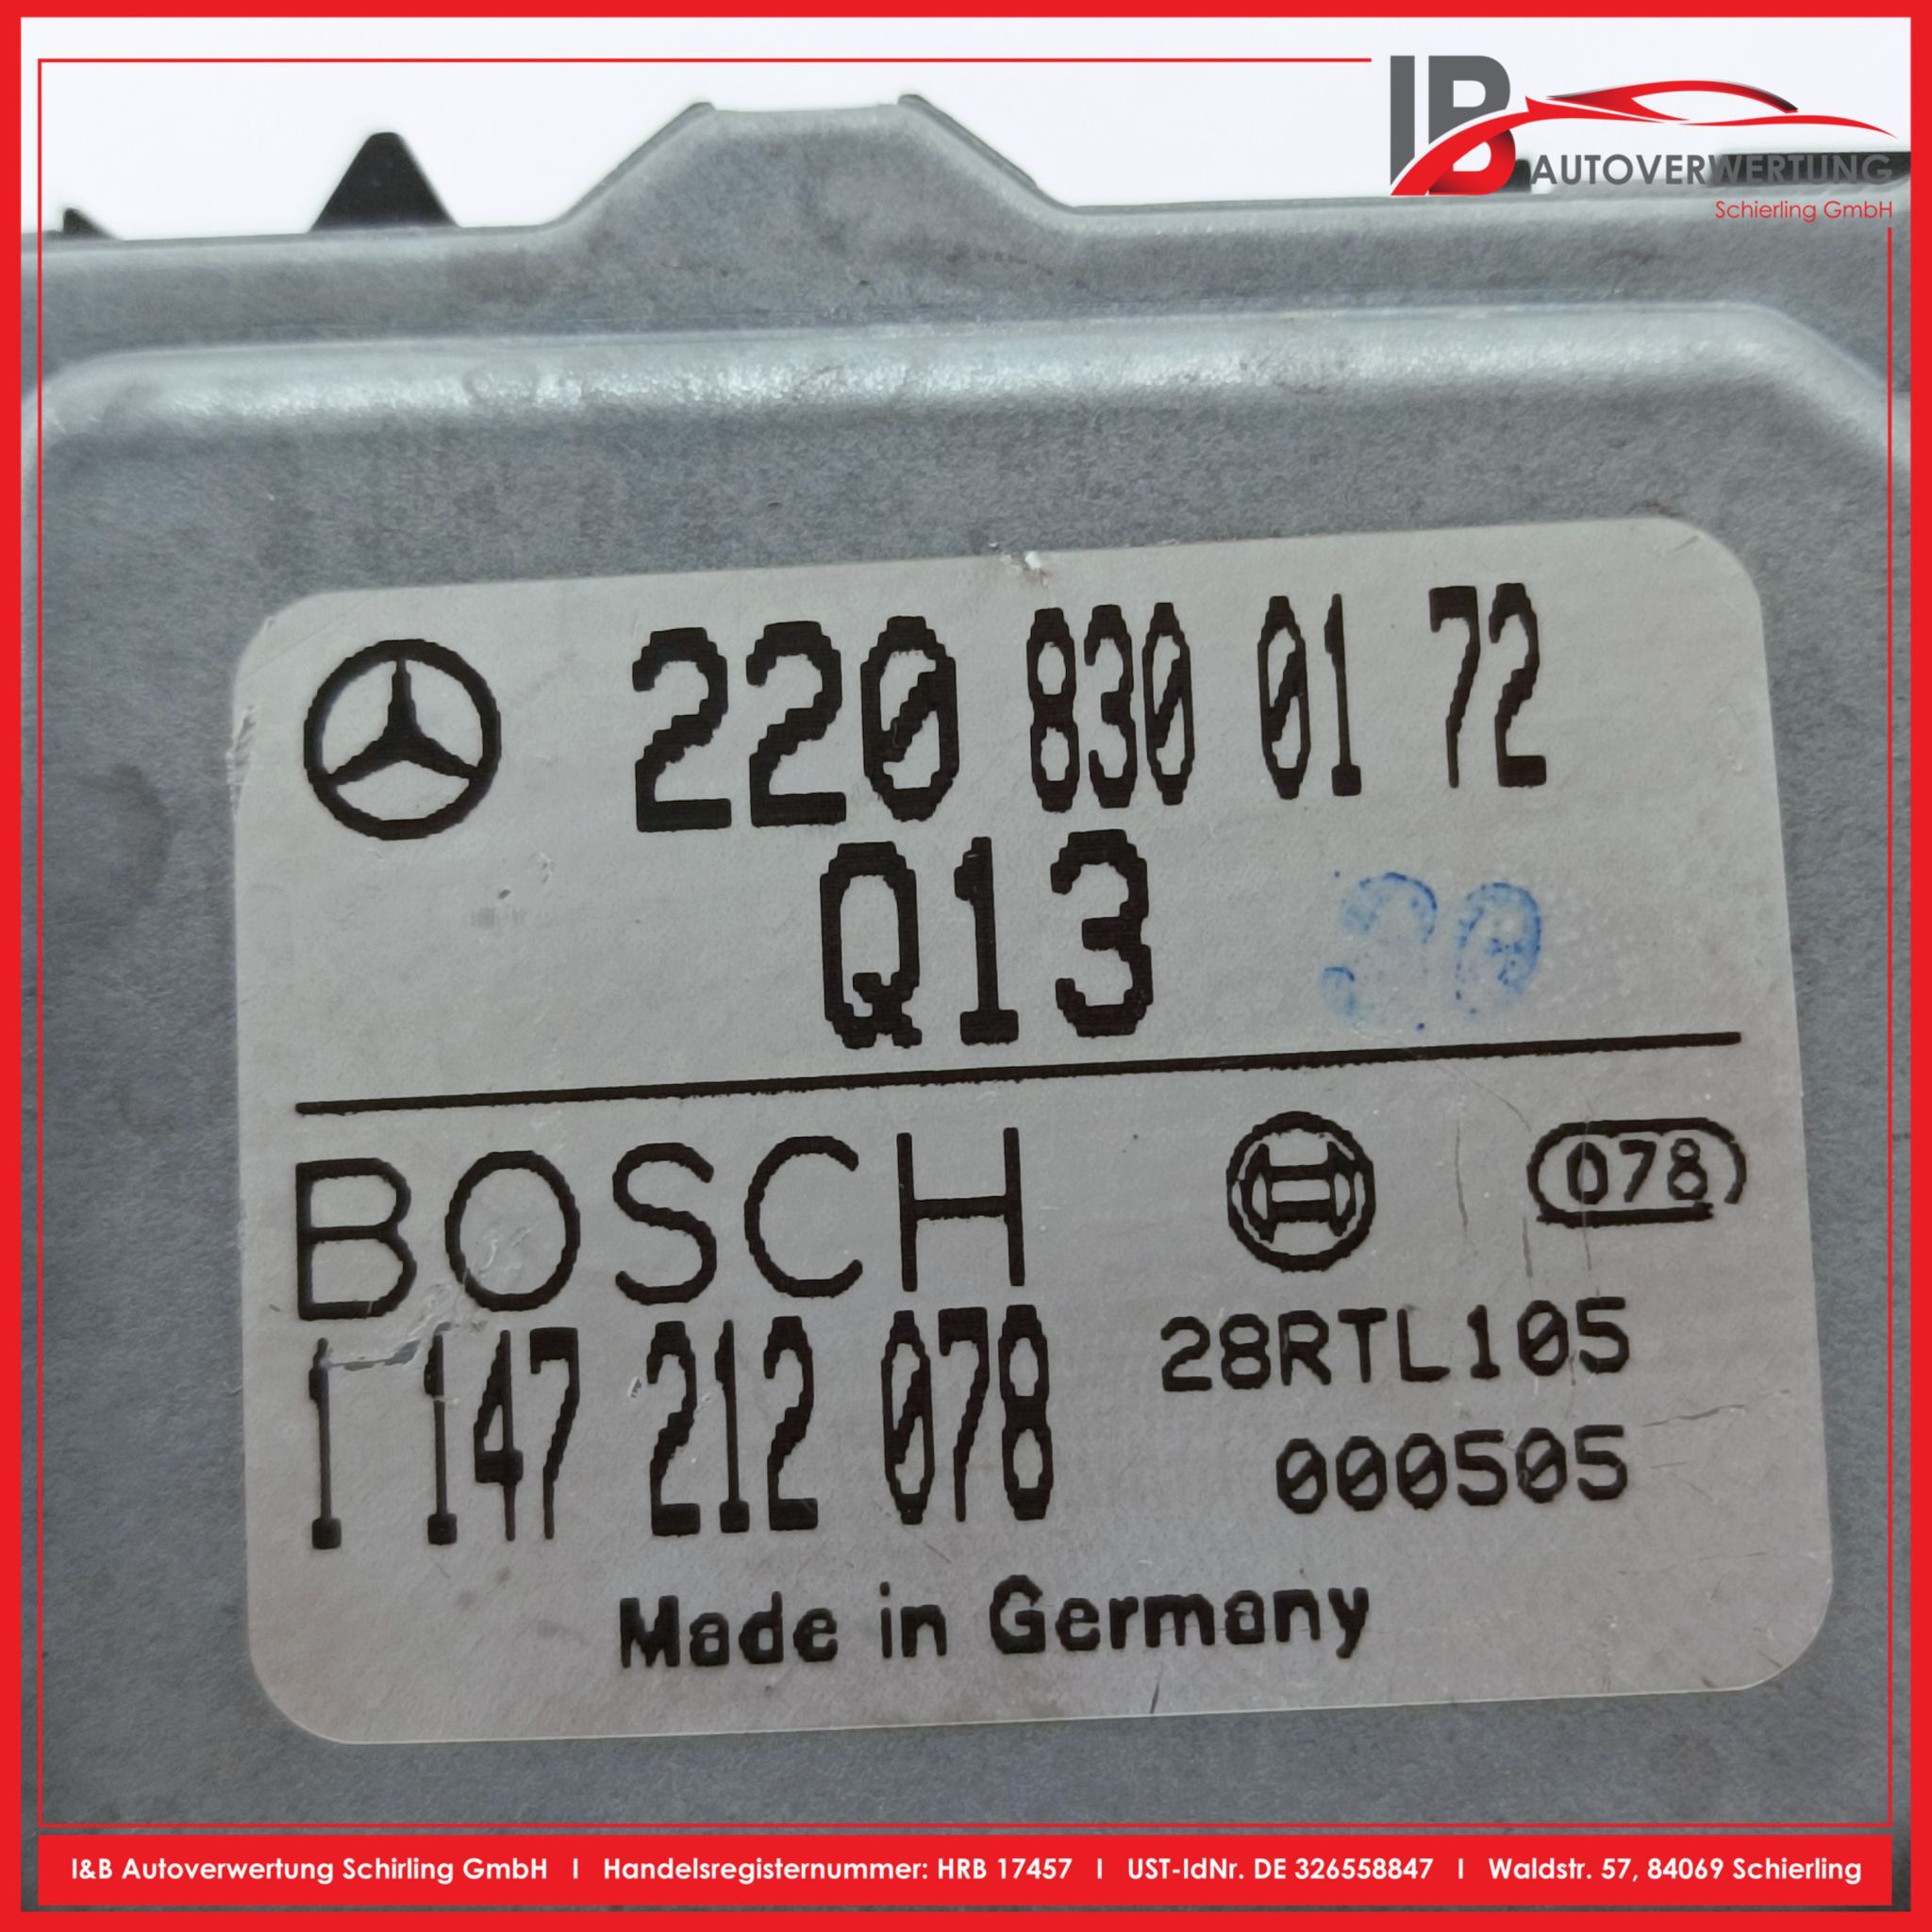 IB
AUTOVERWERTUNG
Schierling GmbH
220 830 01 72
Q13
30
BOSCH
078
1 147 212 078
28RTL105
000505
Made in Germany
I&B Autoverwertung Schirling GmbH I Handelsregisternummer: HRB 17457 I UST-IdNr. DE 326558847 I Waldstr. 57, 84069 Schierling